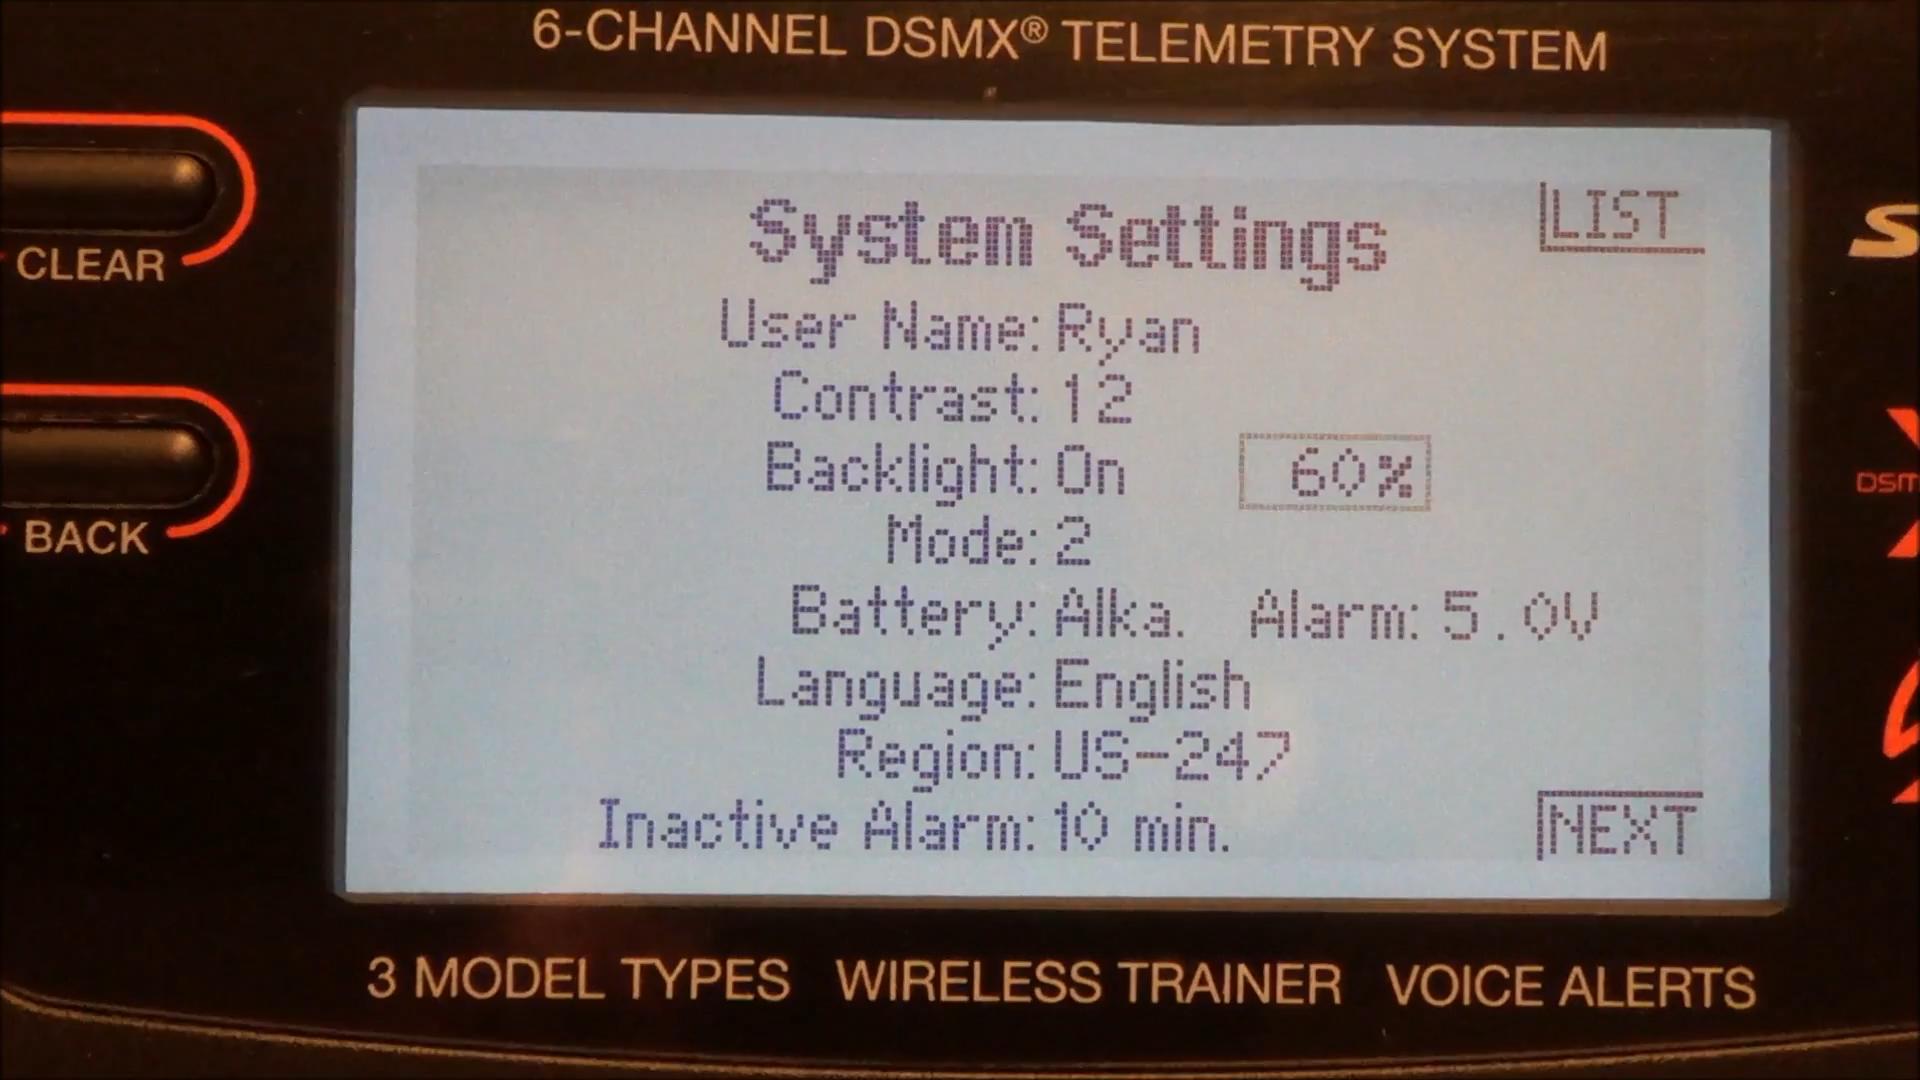 6-CHANNEL DSMX® TELEMETRY SYSTEM
LIST
System Settings
CLEAR
User Name: Ryan
Contrast: 12
Backlight: On 60%
DSM
BACK
Mode: 2
Battery: Alka. Alarm: 5.0V
Language: English
Region: US-247
Inactive Alarm: 10 min.
NEXT
3 MODEL TYPES WIRELESS TRAINER VOICE ALERTS